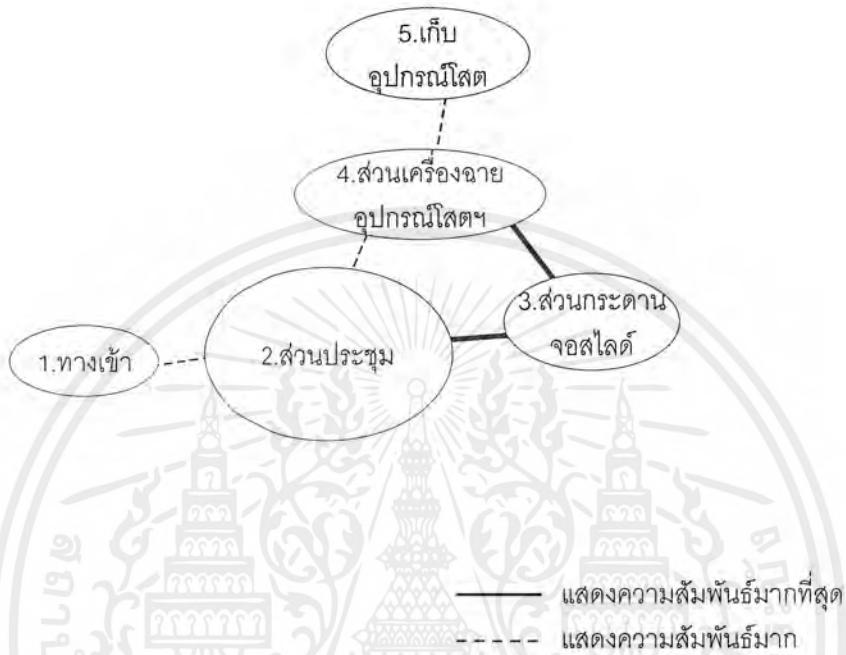 5.เก็บ
อุปกรณ์โสต
4.ส่วนเครื่องฉาย
อุปกรณ์โสตฯ
3.ส่วนกระดาน
จอสไลด์
2.ส่วนประชุม
1.ทางเข้า
แสดงความสัมพันธ์มากที่สุด
แสดงความสัมพันธ์มาก